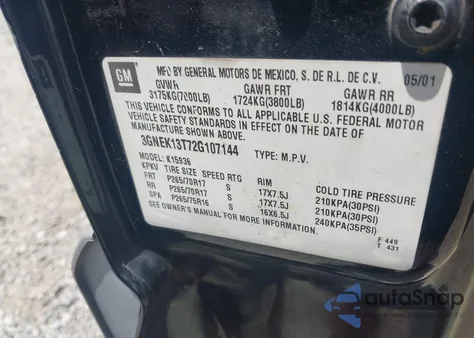 GM
MFD BY GENERAL MOTORS DE MEXICO, S. DE R.L. DE C.V. 05/01
GVWR GAWR FRT GAWR RR
3175KG(7000LB) 1724KG(3800LB) 1814KG(4000LB)
THIS VEHICLE CONFORMS TO ALL APPLICABLE U.S. FEDERAL MOTOR
VEHICLE SAFETY STANDARDS IN EFFECT ON THE DATE OF
MANUFACTURE SHOWN ABOVE.
3GNEK13T72G107144 TYPE: M.P.V.
MODEL: K15936
KPKV TIRE SIZE SPEED RTG RIM COLD TIRE PRESSURE
FRT P265/70R17 S 17X7.5J 210KPA(30PSI)
RR P265/70R17 S 17X7.5J 210KPA(30PSI)
SPA P265/75R16 S 16X6.5J 240KPA(35PSI)
SEE OWNER'S MANUAL FOR MORE INFORMATION.
F 449
T 431
autoSnap